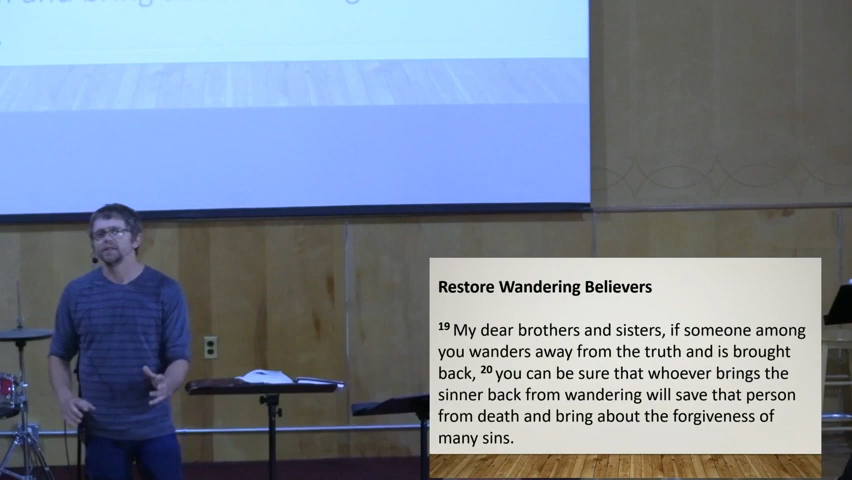 and bring
Restore Wandering Believers
19 My dear brothers and sisters, if someone among
you wanders away from the truth and is brought
back, 20 you can be sure that whoever brings the
sinner back from wandering will save that person
from death and bring about the forgiveness of
many sins.